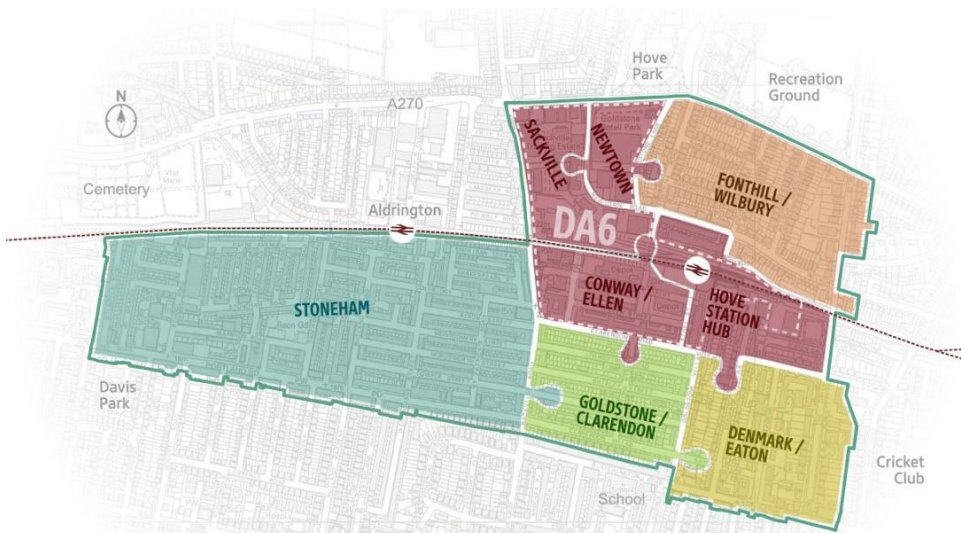 Hove
Park
Recreation
Ground
N
A270
SACKVILLE
NEWTOWN
FONTHILL /
WILBURY
Cemetery
Aldrington
DA6
STONEHAM
CONWAY /
ELLEN
HOVE
STATION
HUB
Davis
Park
GOLDSTONE /
CLARENDON
DENMARK /
EATON
Cricket
Club
School